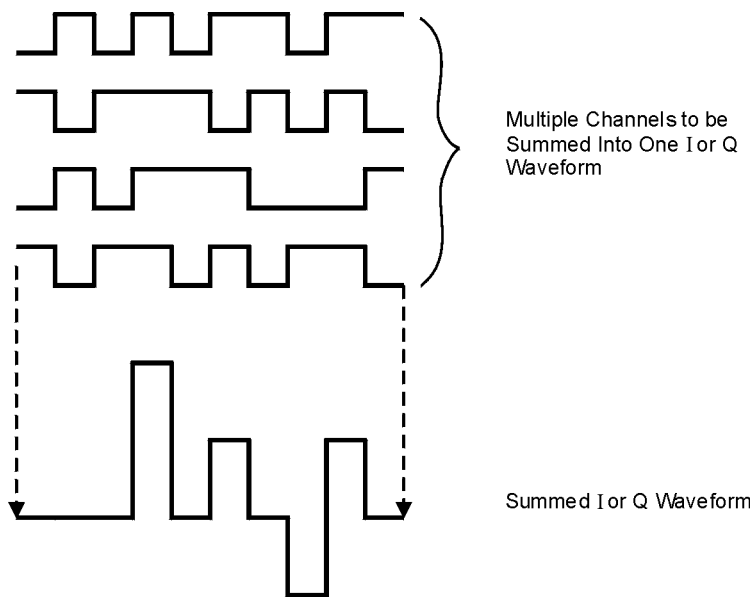 Multiple Channels to be
Summed Into One I or Q
Waveform
Summed I or Q Waveform